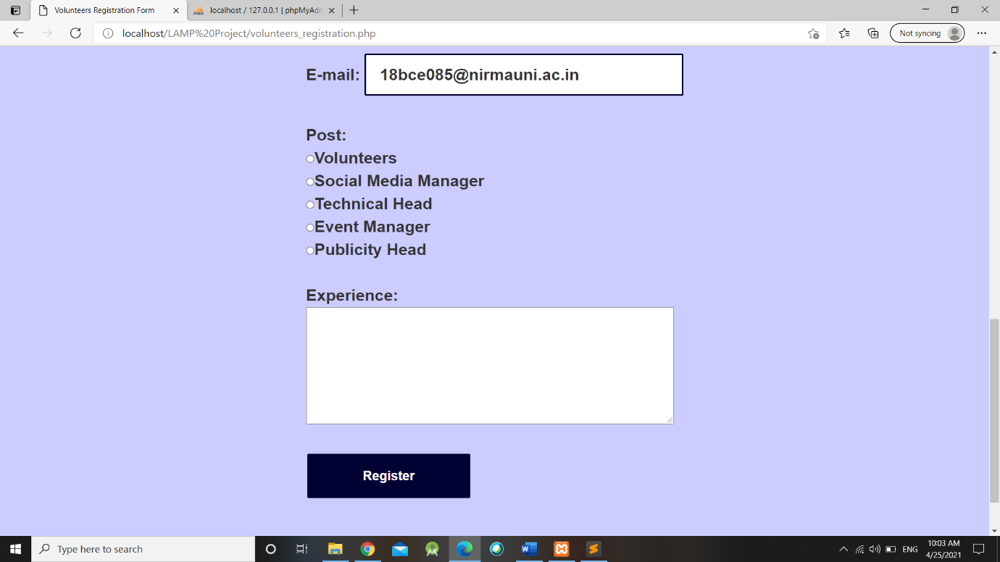 Volunteers Registration Form
localhost / 127.0.0.1 | phpMyAdm
localhost/LAMP%20Project/volunteers_registration.php
Not syncing
E-mail: 18bce085@nirmauni.ac.in
Post:
Volunteers
Social Media Manager
Technical Head
Event Manager
Publicity Head
Experience:
Register
Type here to search
ENG
10:03 AM
4/25/2021